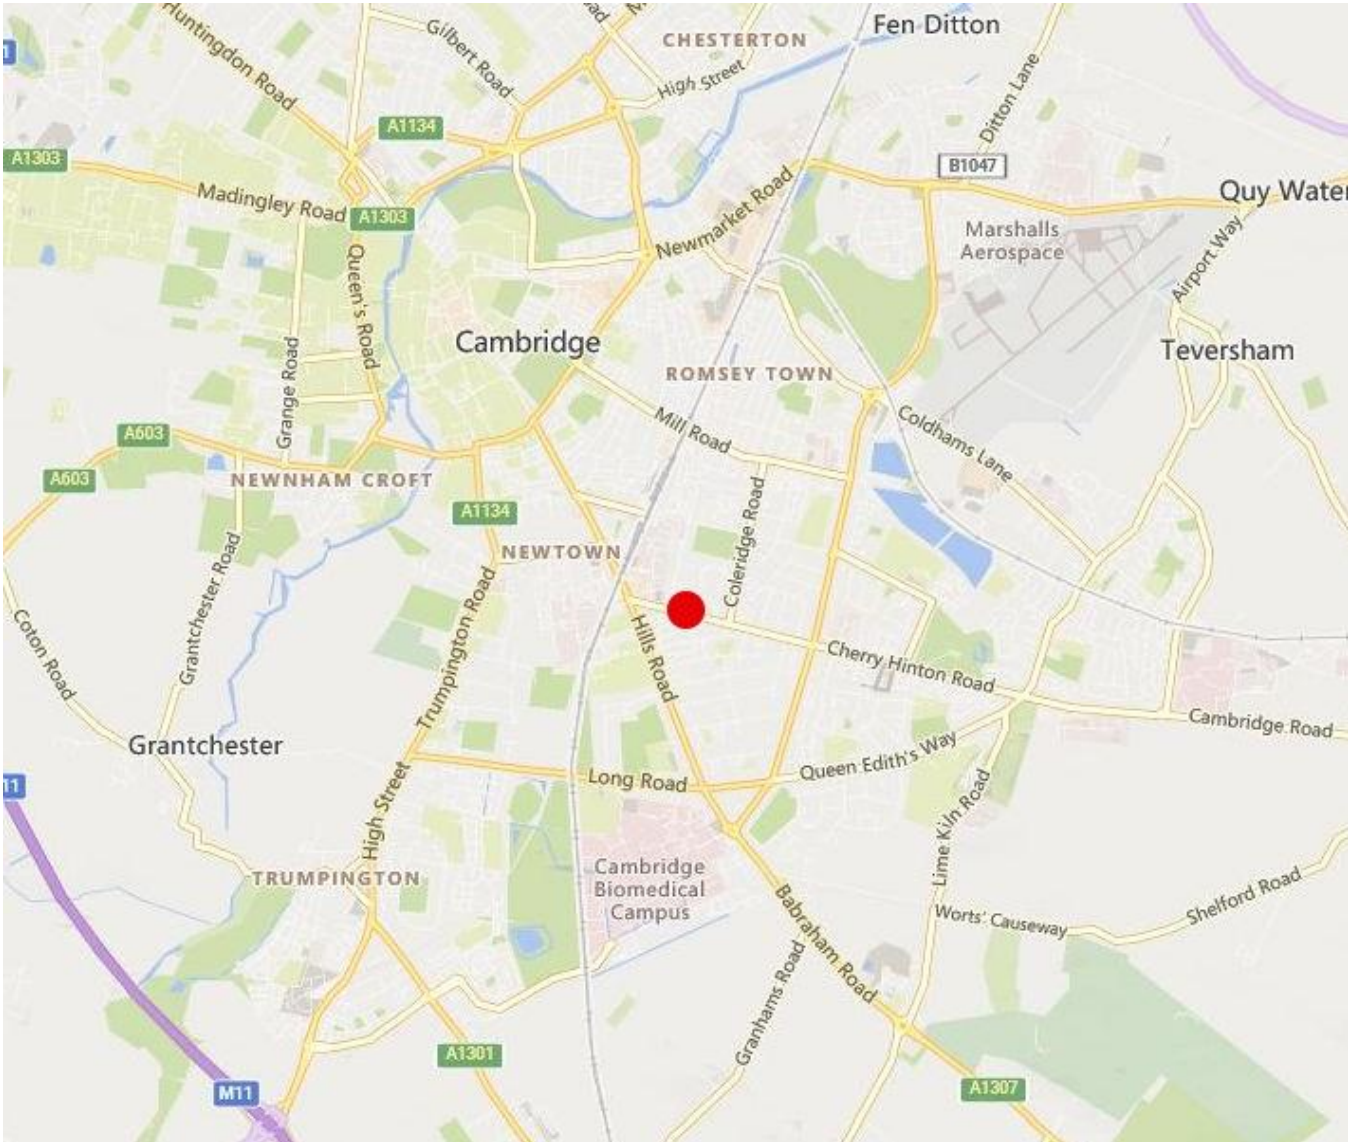 Huntingdon Road
Gilbert Road
Road
M
CHESTERTON
High Street
Fen Ditton
Ditton Lane
1
A1134
A1303
B1047
Madingley Road
A1303
Newmarket Road
Quy Water
Marshalls
Aerospace
Airport Way
Queen's Road
Cambridge
Grange Road
ROMSEY TOWN
Teversham
A603
Mill Road
Coldhams Lane
A603
NEWNHAM CROFT
A1134
Coleridge Road
NEWTOWN
Grantchester Road
Trumpington Road
Coton Road
Hills Road
Cherry Hinton Road
Cambridge Road
Grantchester
Queen Edith's Way
Long Road
11
High Street
Lime Kiln Road
TRUMPINGTON
Cambridge
Biomedical
Campus
Shelford Road
Worts' Causeway
Babraham Road
Granhams Road
A1301
M11
A1307